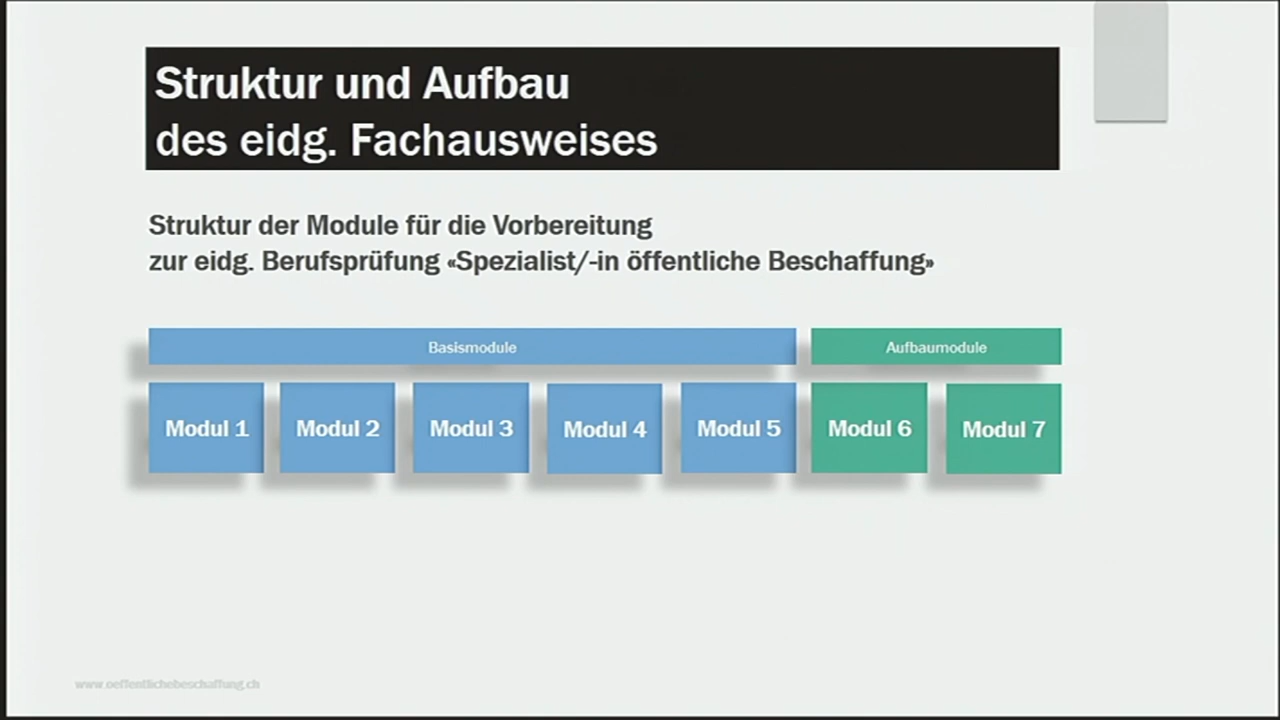 Struktur und Aufbau
des eidg. Fachausweises
Struktur der Module für die Vorbereitung
zur eidg. Berufsprüfung «Spezialist/-in öffentliche Beschaffung»
Basismodule
Aufbaumodule
Modul 1
Modul 2
Modul 3
Modul 4
Modul 5
Modul 6
Modul 7
www.oeffentlichebeschaffung.ch